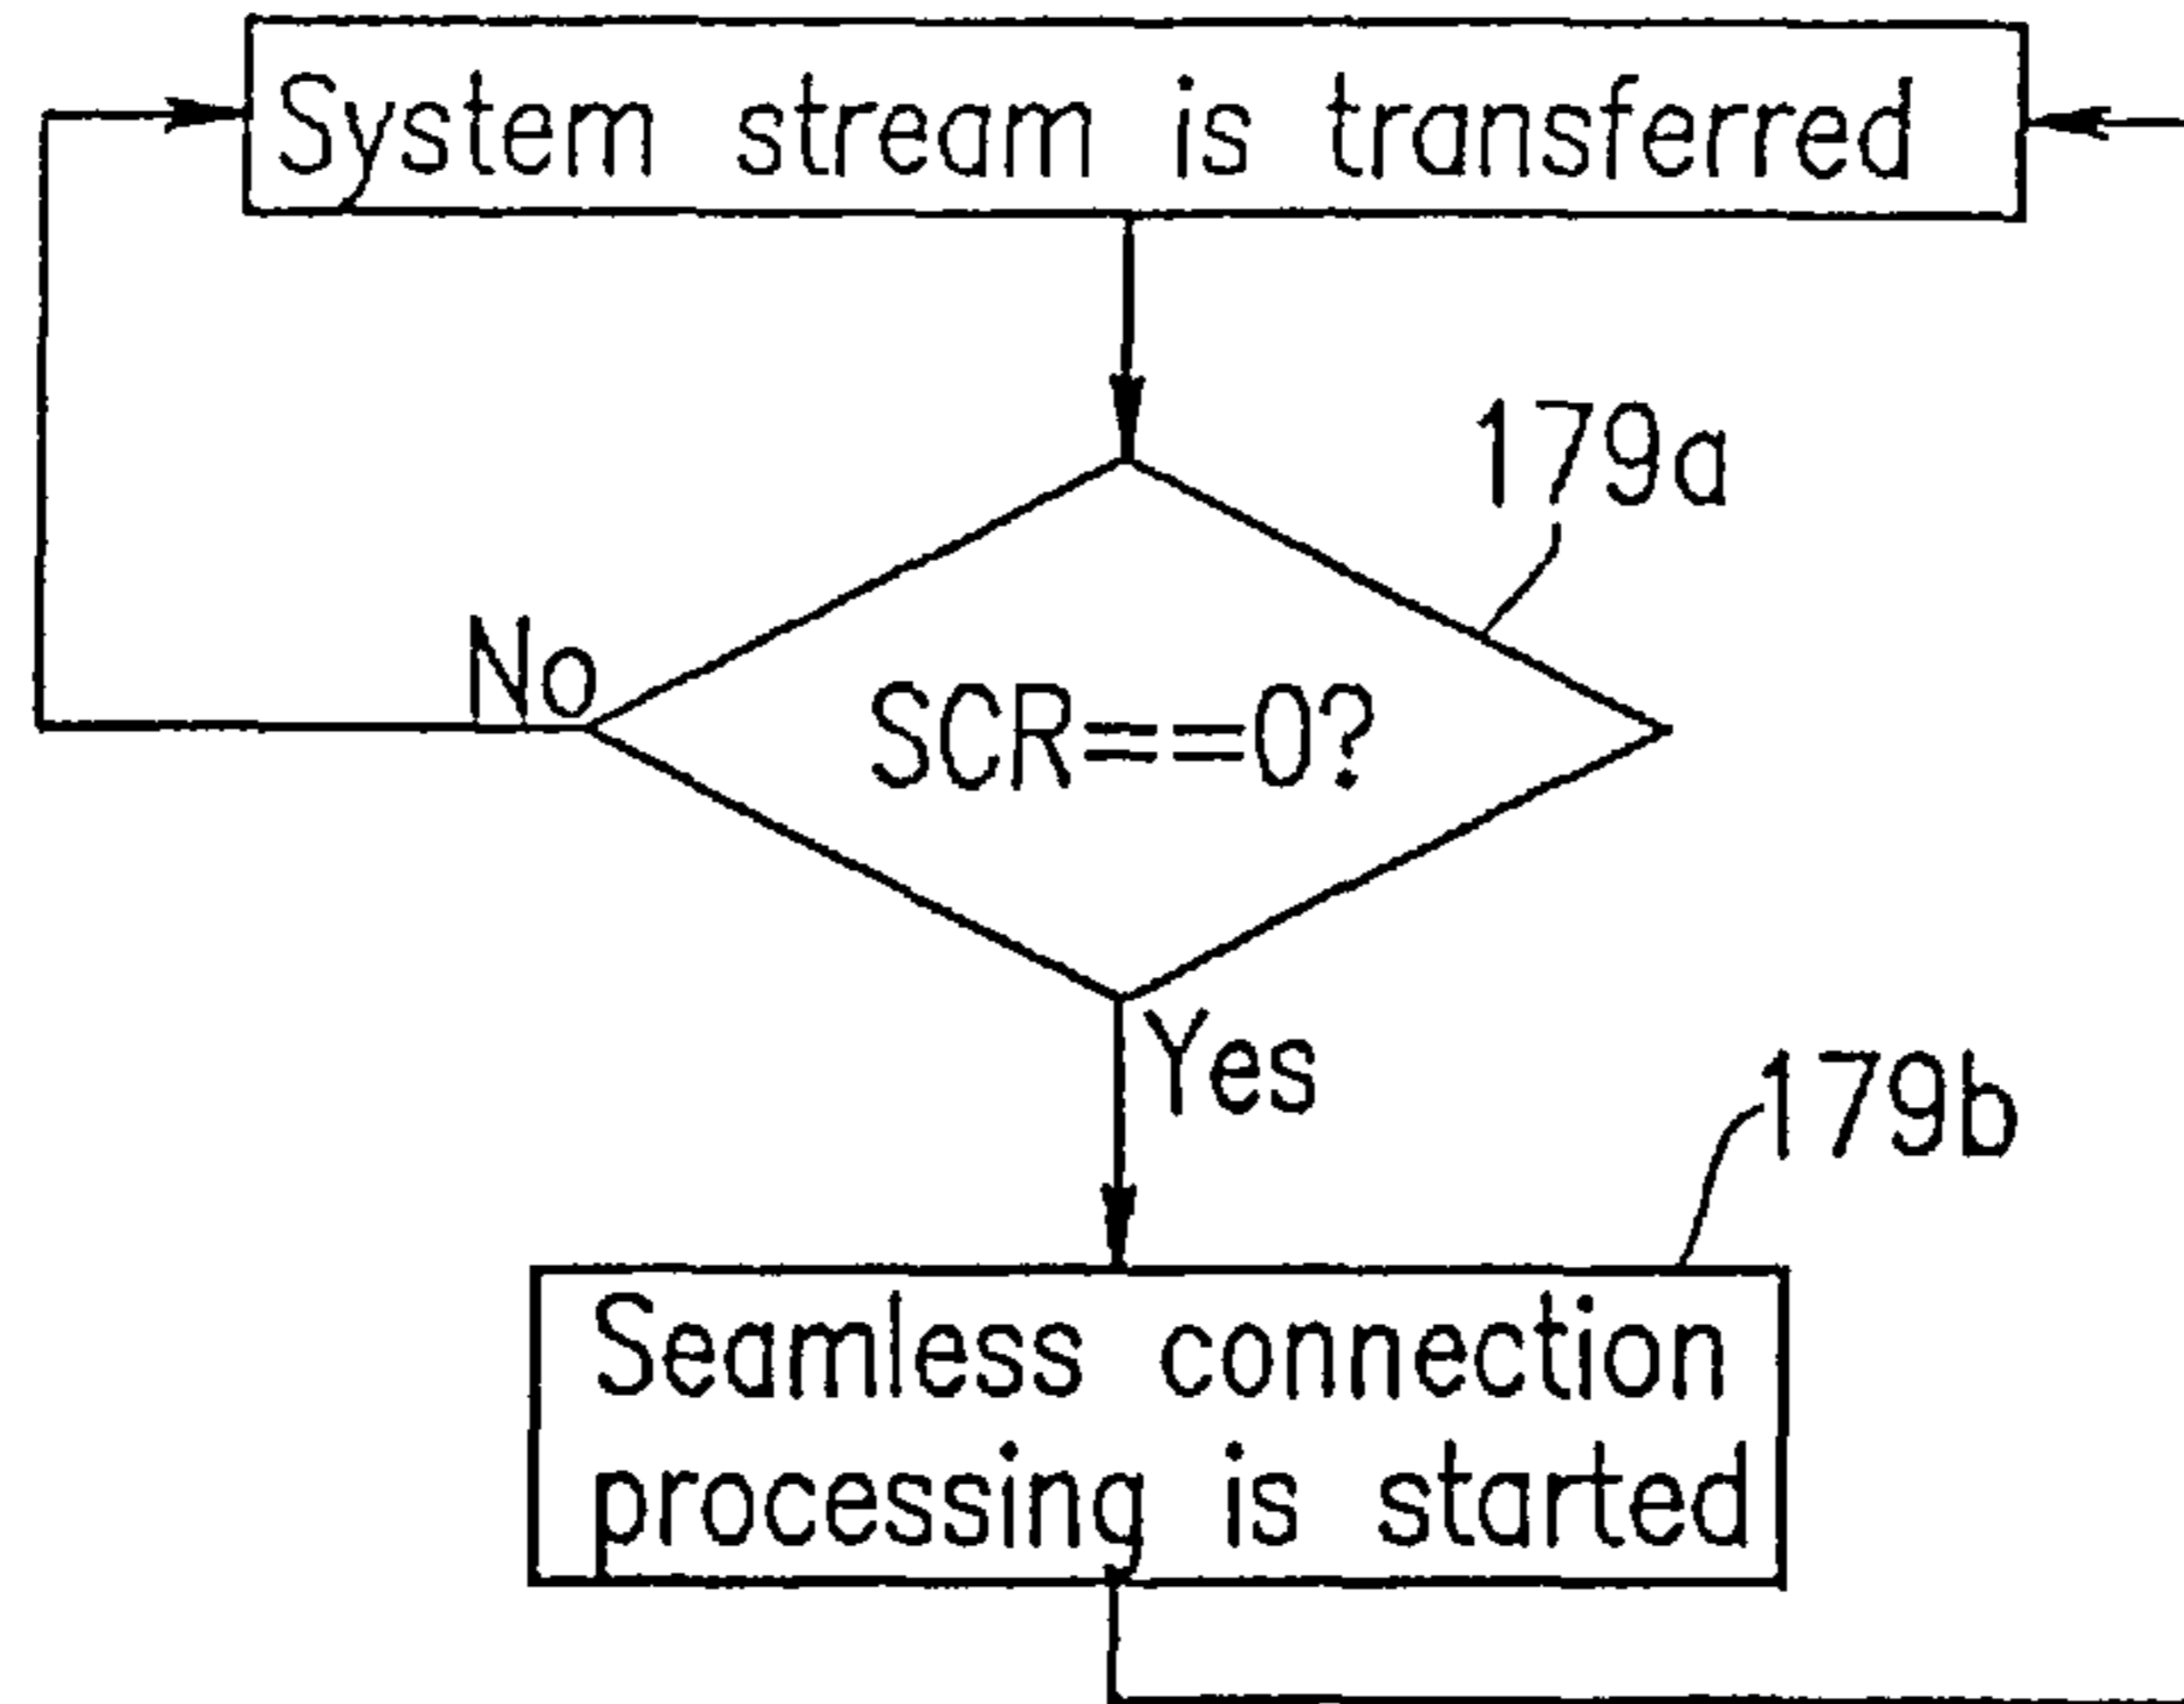 System stream is transferred
179a
No
SCR==0?
Yes
179b
Seamless connection
processing is started